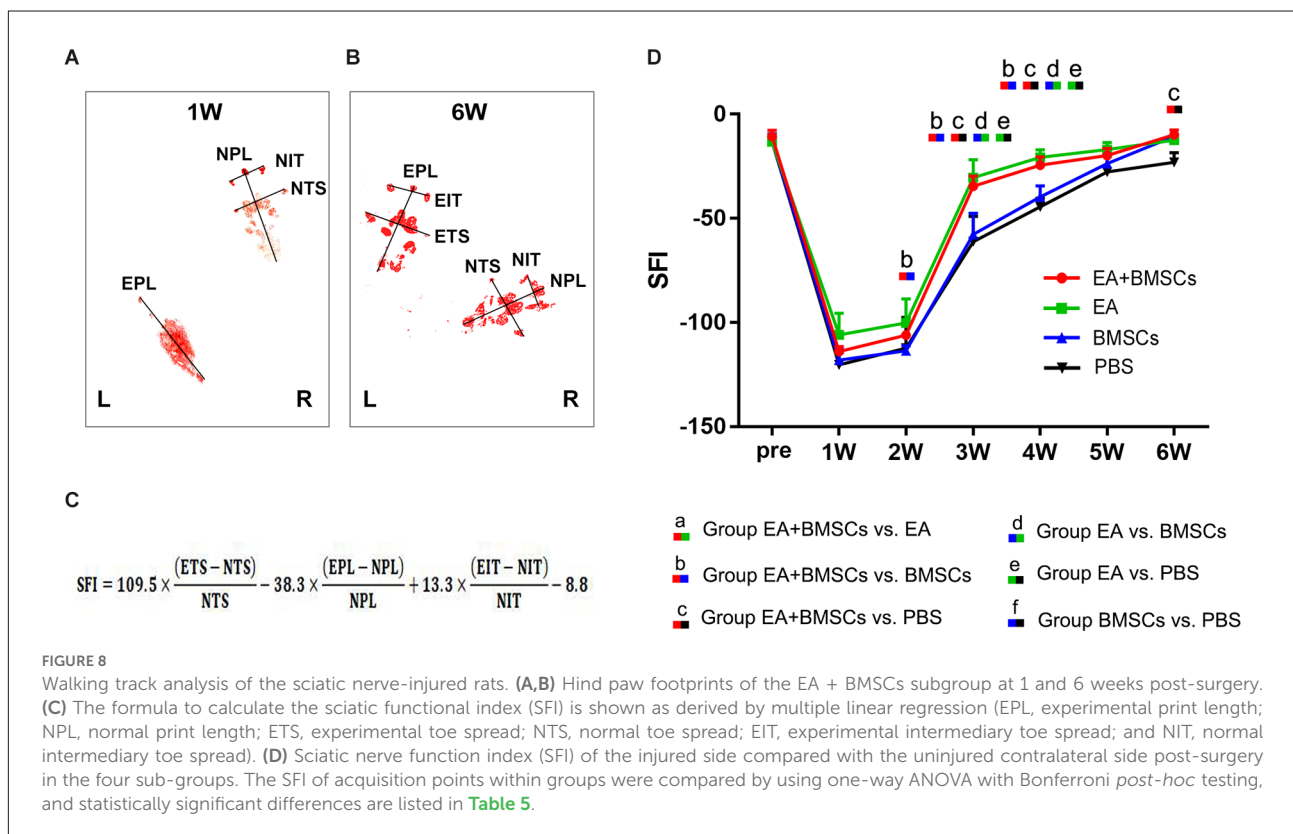 A
1W
NPL
NIT
NTS
EPL
L
R
B
6W
EPL
EIT
ETS
NTS
NIT
NPL
L
R
C
SFI = 109.5 × (ETS − NTS)/NTS − 38.3 × (EPL − NPL)/NPL + 13.3 × (EIT − NIT)/NIT − 8.8
D
b c d e
c
b c d e
b
0
-50
-100
-150
SFI
EA+BMSCs
EA
BMSCs
PBS
pre 1W 2W 3W 4W 5W 6W
a Group EA+BMSCs vs. EA
b Group EA+BMSCs vs. BMSCs
c Group EA+BMSCs vs. PBS
d Group EA vs. BMSCs
e Group EA vs. PBS
f Group BMSCs vs. PBS
FIGURE 8
Walking track analysis of the sciatic nerve-injured rats. (A,B) Hind paw footprints of the EA + BMSCs subgroup at 1 and 6 weeks post-surgery.
(C) The formula to calculate the sciatic functional index (SFI) is shown as derived by multiple linear regression (EPL, experimental print length;
NPL, normal print length; ETS, experimental toe spread; NTS, normal toe spread; EIT, experimental intermediary toe spread; and NIT, normal
intermediary toe spread). (D) Sciatic nerve function index (SFI) of the injured side compared with the uninjured contralateral side post-surgery
in the four sub-groups. The SFI of acquisition points within groups were compared by using one-way ANOVA with Bonferroni post-hoc testing,
and statistically significant differences are listed in Table 5.